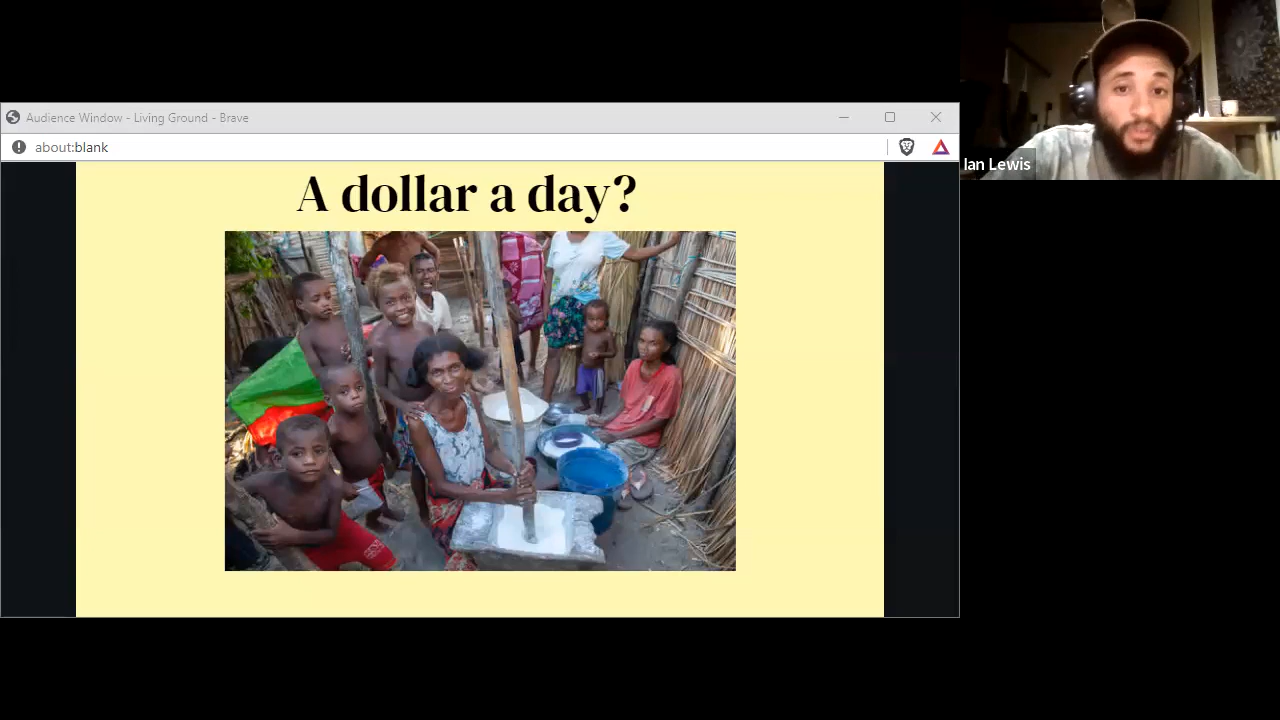 Audience Window - Living Ground - Brave
about:blank
A dollar a day?
Ian Lewis